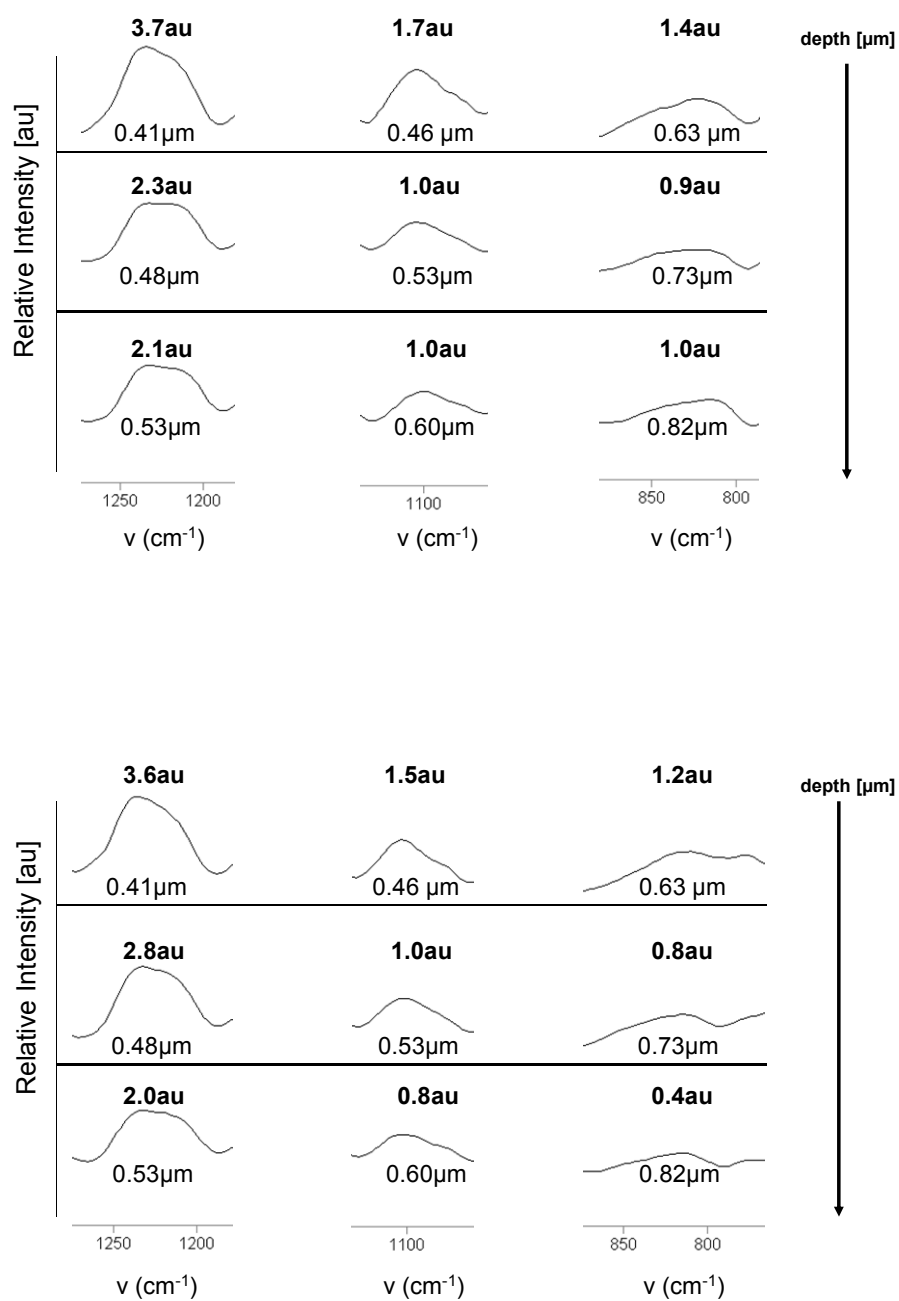 3.7au 1.7au 1.4au depth [µm]
0.41µm 0.46 µm 0.63 µm
2.3au 1.0au 0.9au
0.48µm 0.53µm 0.73µm
2.1au 1.0au 1.0au
0.53µm 0.60µm 0.82µm
Relative Intensity [au]
1250 1200 1100 850 800
ν (cm⁻¹) ν (cm⁻¹) ν (cm⁻¹)
3.6au 1.5au 1.2au depth [µm]
0.41µm 0.46 µm 0.63 µm
2.8au 1.0au 0.8au
0.48µm 0.53µm 0.73µm
2.0au 0.8au 0.4au
0.53µm 0.60µm 0.82µm
Relative Intensity [au]
1250 1200 1100 850 800
ν (cm⁻¹) ν (cm⁻¹) ν (cm⁻¹)